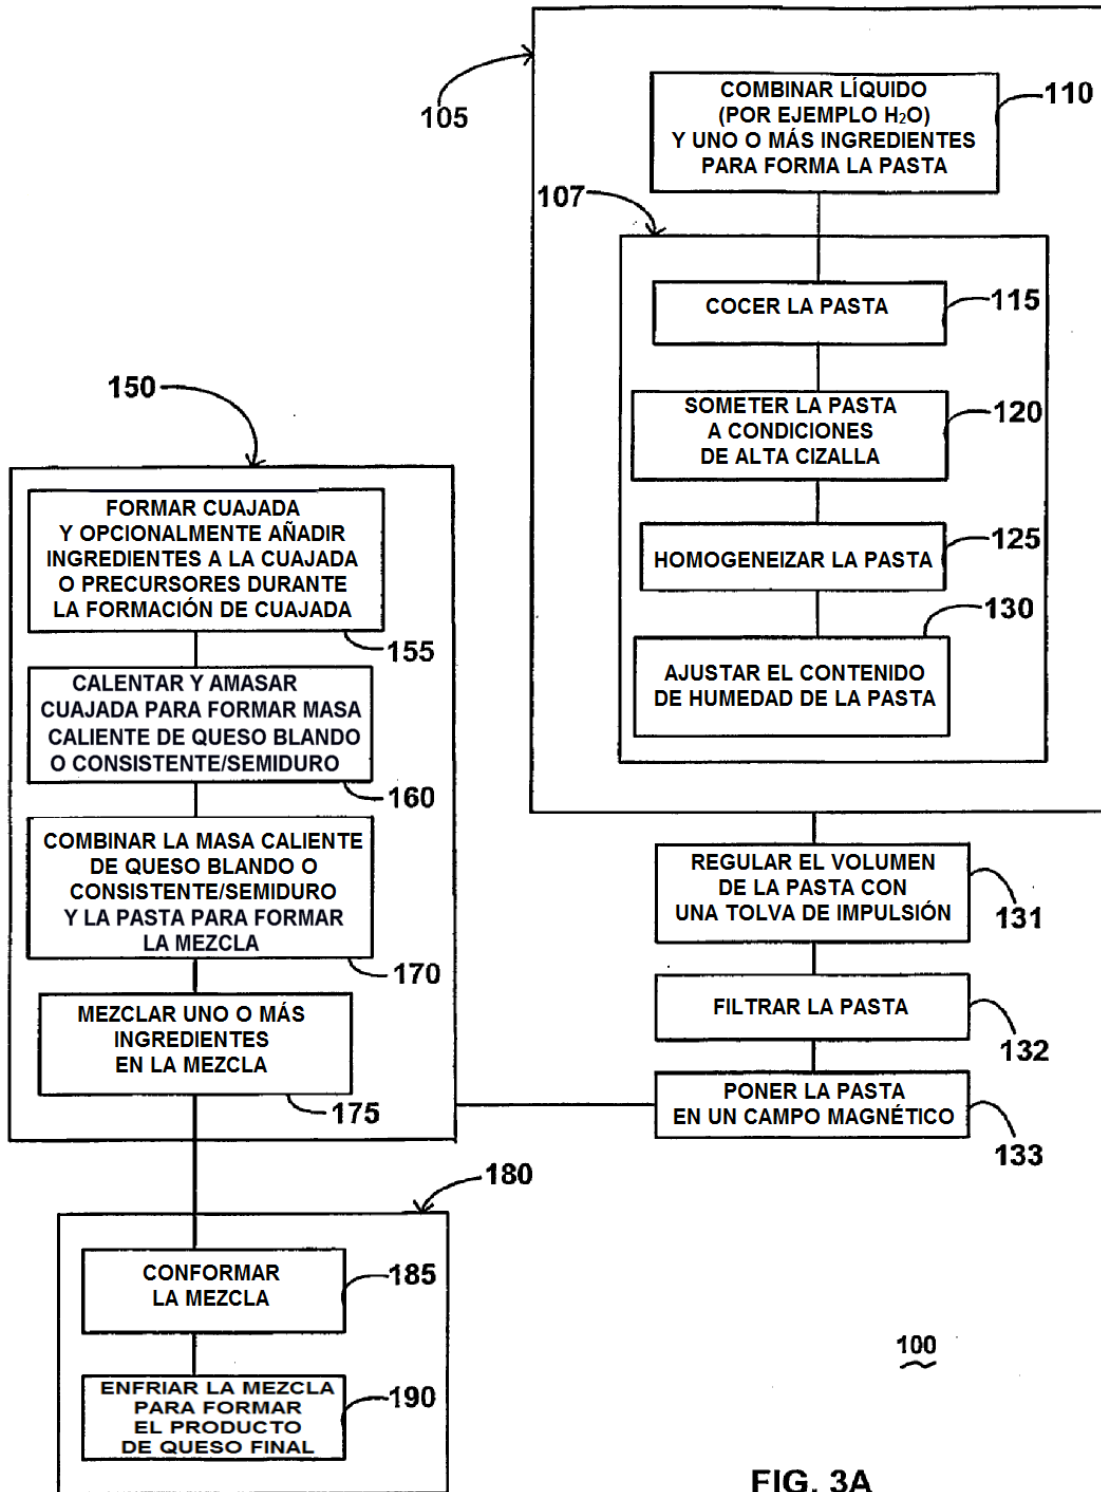 105
COMBINAR LÍQUIDO
(POR EJEMPLO H₂O)
Y UNO O MÁS INGREDIENTES
PARA FORMA LA PASTA
110
107
COCER LA PASTA
115
SOMETER LA PASTA
A CONDICIONES
DE ALTA CIZALLA
120
HOMOGENEIZAR LA PASTA
125
130
AJUSTAR EL CONTENIDO
DE HUMEDAD DE LA PASTA
REGULAR EL VOLUMEN
DE LA PASTA CON
UNA TOLVA DE IMPULSIÓN
131
FILTRAR LA PASTA
132
PONER LA PASTA
EN UN CAMPO MAGNÉTICO
133
150
FORMAR CUAJADA
Y OPCIONALMENTE AÑADIR
INGREDIENTES A LA CUAJADA
O PRECURSORES DURANTE
LA FORMACIÓN DE CUAJADA
155
CALENTAR Y AMASAR
CUAJADA PARA FORMAR MASA
CALIENTE DE QUESO BLANDO
O CONSISTENTE/SEMIDURO
160
COMBINAR LA MASA CALIENTE
DE QUESO BLANDO O
CONSISTENTE/SEMIDURO
Y LA PASTA PARA FORMAR
LA MEZCLA
170
MEZCLAR UNO O MÁS
INGREDIENTES
EN LA MEZCLA
175
180
CONFORMAR
LA MEZCLA
185
ENFRIAR LA MEZCLA
PARA FORMAR
EL PRODUCTO
DE QUESO FINAL
190
100
FIG. 3A